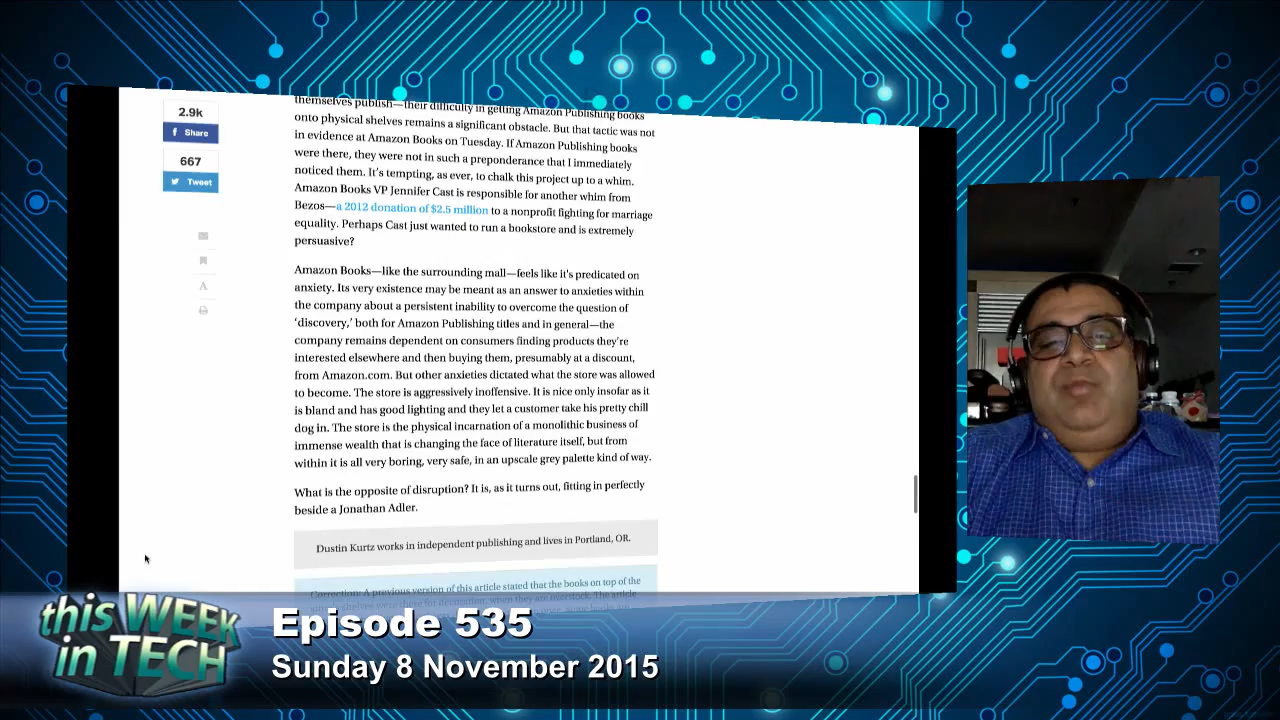 2.9k
Share
667
Tweet
themselves publish—their difficulty in getting Amazon Publishing books
onto physical shelves remains a significant obstacle. But that tactic was not
in evidence at Amazon Books on Tuesday. If Amazon Publishing books
were there, they were not in such a preponderance that I immediately
noticed them. It's tempting, as ever, to chalk this project up to a whim.
Amazon Books VP Jennifer Cast is responsible for another whim from
Bezos—a 2012 donation of $2.5 million to a nonprofit fighting for marriage
equality. Perhaps Cast just wanted to run a bookstore and is extremely
persuasive?
Amazon Books—like the surrounding mall—feels like it's predicated on
anxiety. Its very existence may be meant as an answer to anxieties within
the company about a persistent inability to overcome the question of
'discovery,' both for Amazon Publishing titles and in general—the
company remains dependent on consumers finding products they're
interested elsewhere and then buying them, presumably at a discount,
from Amazon.com. But other anxieties dictated what the store was allowed
to become. The store is aggressively inoffensive. It is nice only insofar as it
is bland and has good lighting and they let a customer take his pretty chill
dog in. The store is the physical incarnation of a monolithic business of
immense wealth that is changing the face of literature itself, but from
within it is all very boring, very safe, in an upscale grey palette kind of way.
What is the opposite of disruption? It is, as it turns out, fitting in perfectly
beside a Jonathan Adler.
Dustin Kurtz works in independent publishing and lives in Portland, OR.
Correction: A previous version of this article stated that the books on top of the
shelves were there for decoration, when they are overstock. The article
this WEEK in TECH
Episode 535
Sunday 8 November 2015